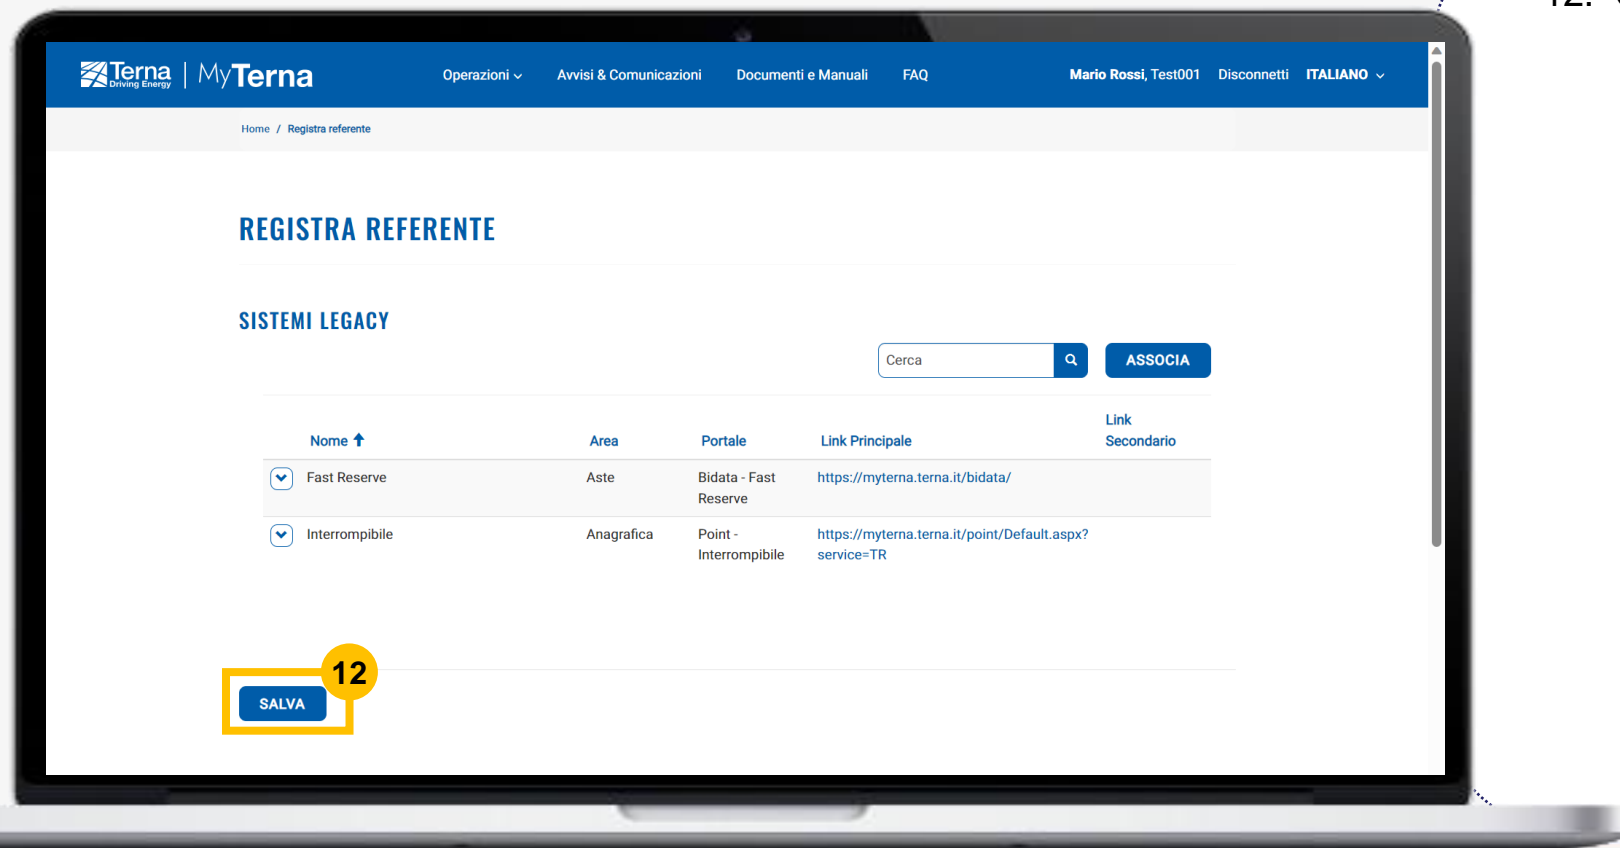 12.
Terna
Driving Energy
MyTerna
Operazioni
Avvisi & Comunicazioni
Documenti e Manuali
FAQ
Mario Rossi, Test001
Disconnetti
ITALIANO
Home / Registra referente
REGISTRA REFERENTE
SISTEMI LEGACY
Cerca
ASSOCIA
Nome
Area
Portale
Link Principale
Link
Secondario
Fast Reserve
Aste
Bidata - Fast
Reserve
https://myterna.terna.it/bidata/
Interrompibile
Anagrafica
Point -
Interrompibile
https://myterna.terna.it/point/Default.aspx?
service=TR
12
SALVA